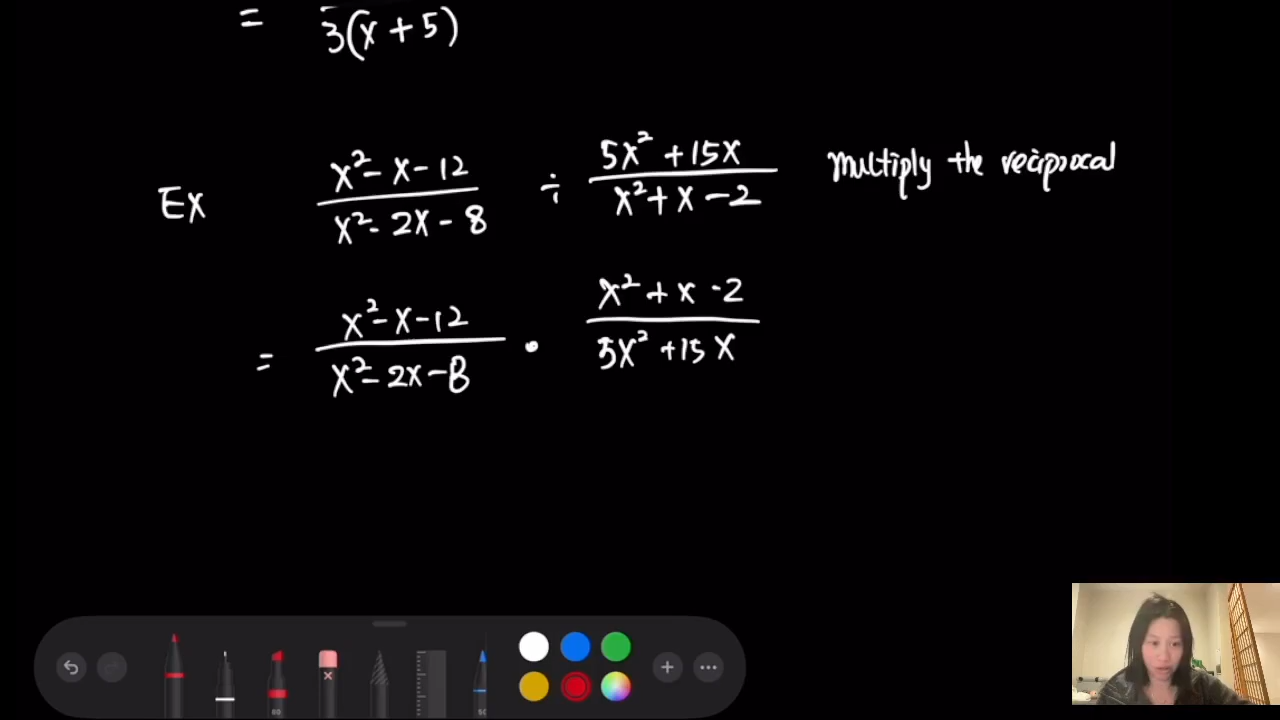 =
3(x + 5)
Ex x² - x - 12 / x² - 2x - 8 ÷ 5x² + 15x / x² + x - 2 Multiply the reciprocal
= x² - x - 12 / x² - 2x - 8 · x² + x - 2 / 5x² + 15x